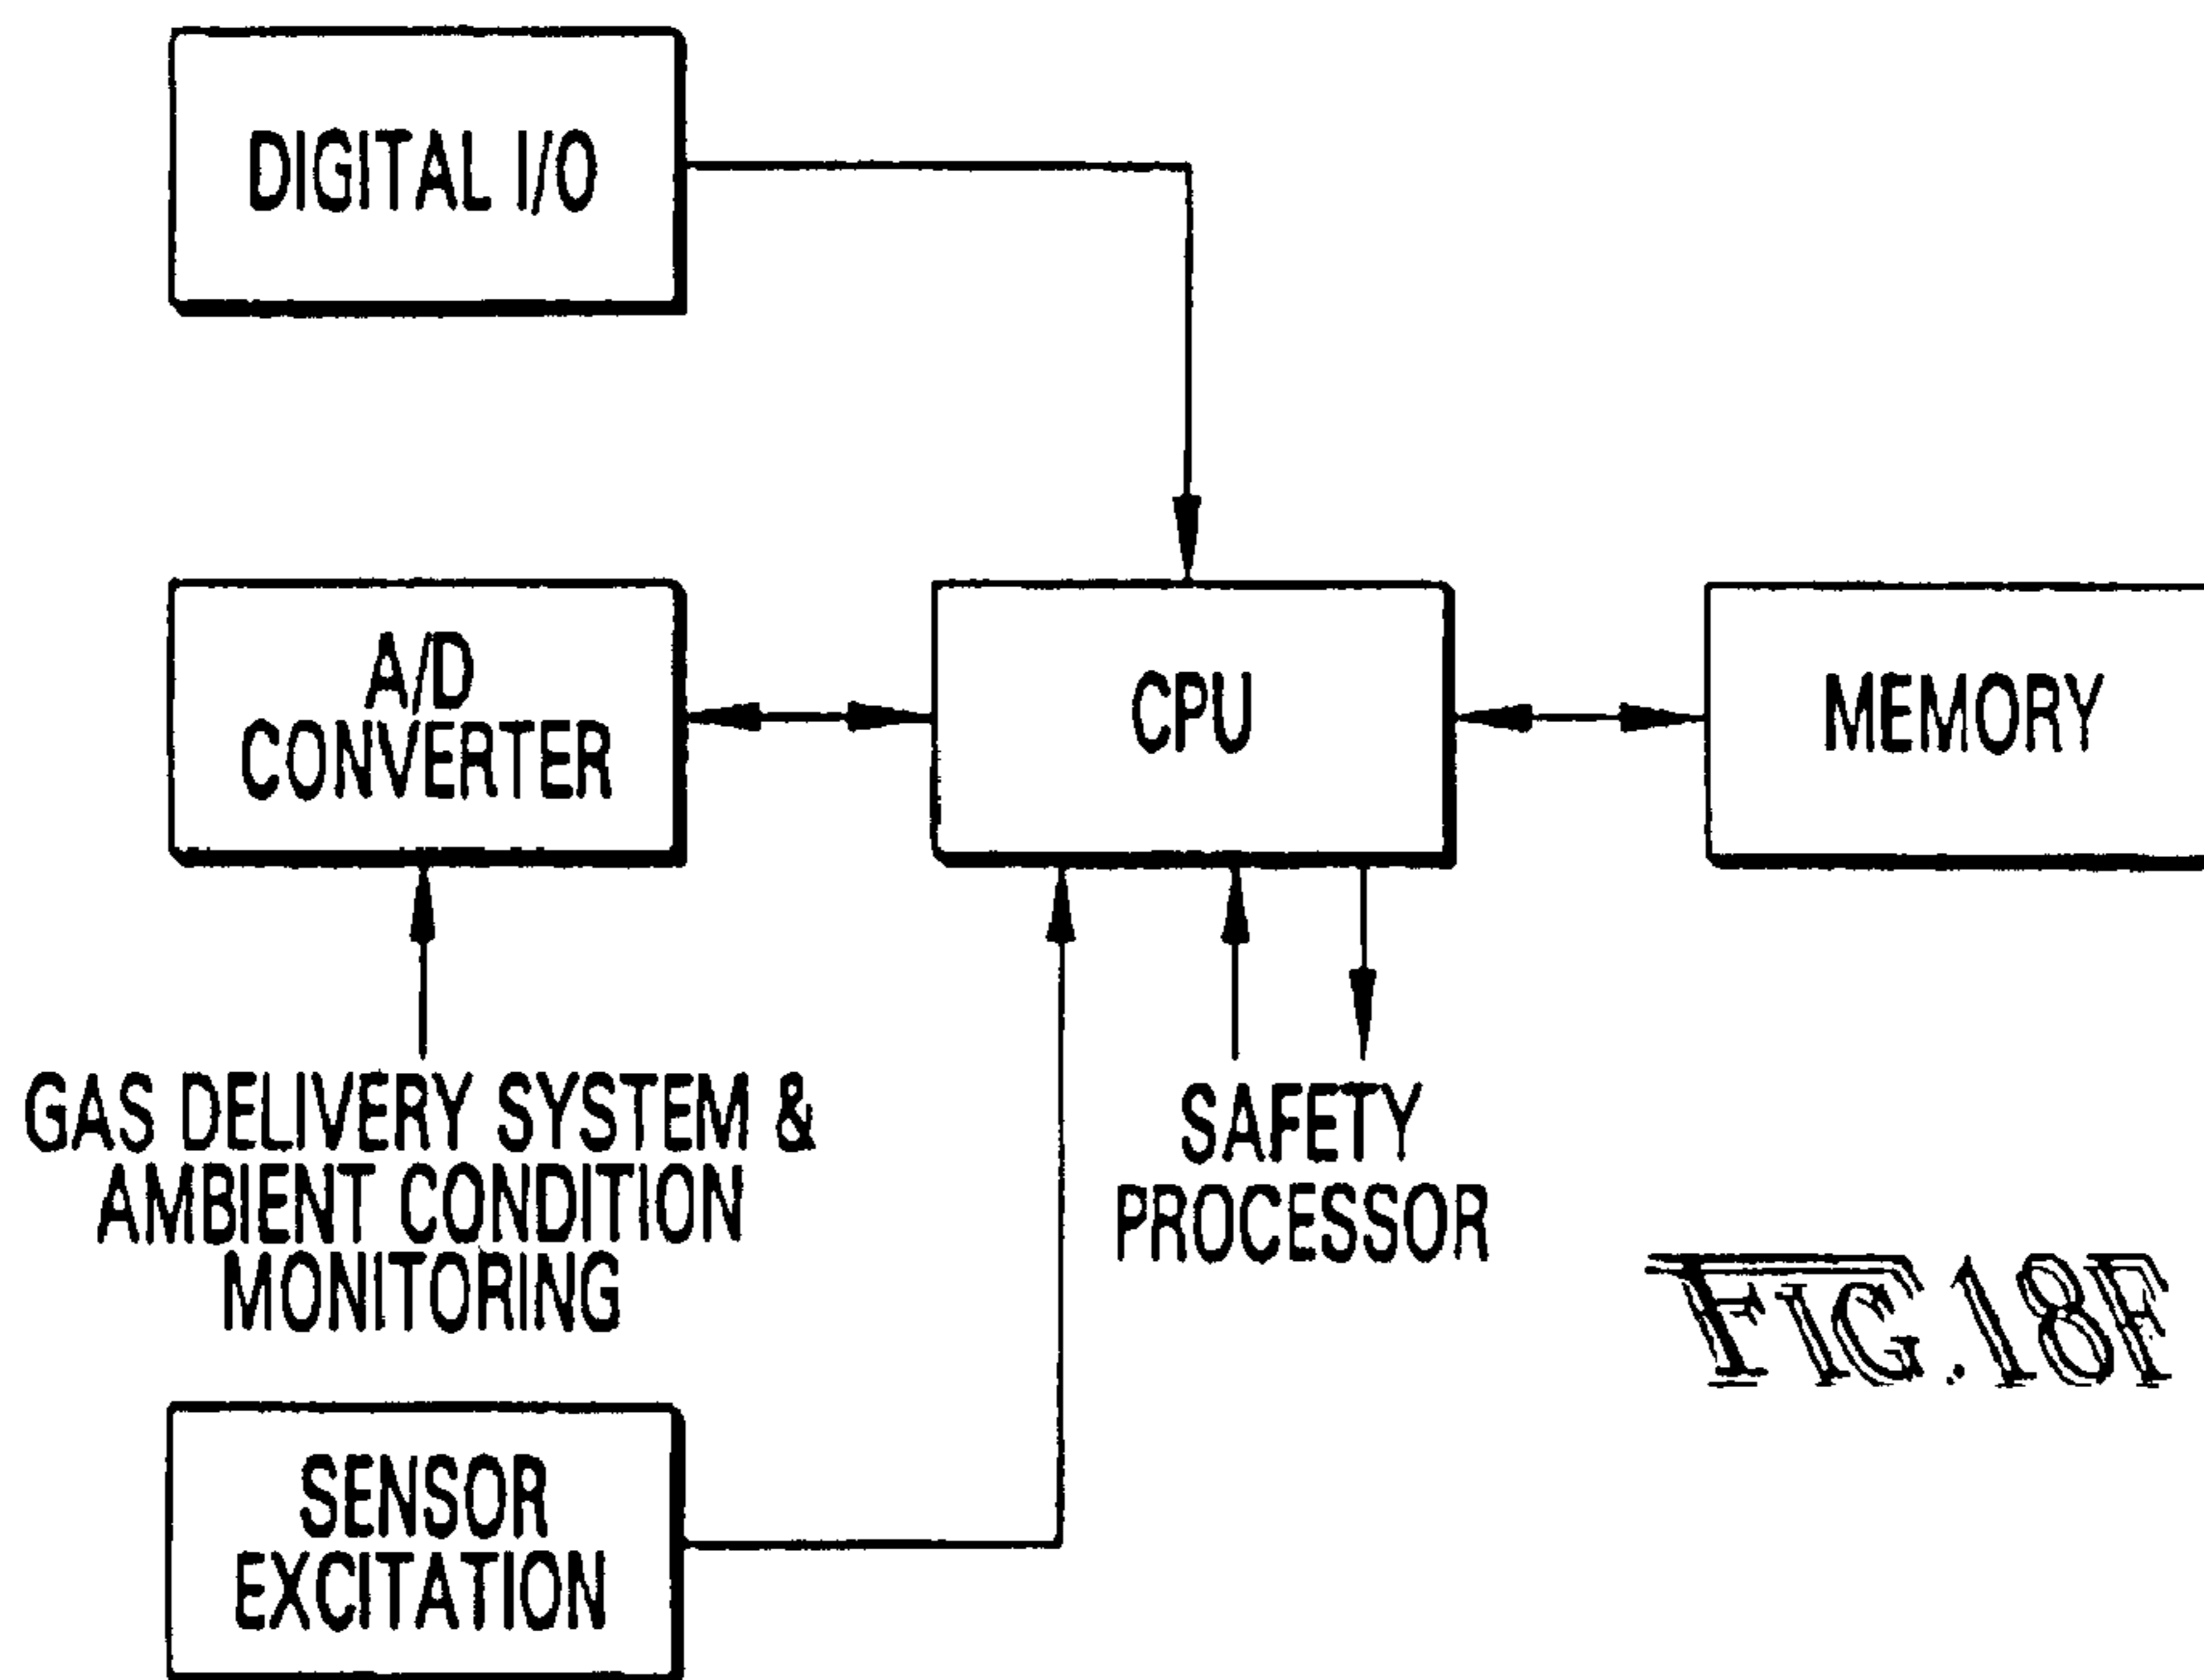 DIGITAL I/O
A/D
CONVERTER
CPU
MEMORY
GAS DELIVERY SYSTEM &
AMBIENT CONDITION
MONITORING
SAFETY
PROCESSOR
SENSOR
EXCITATION
FIG.18F